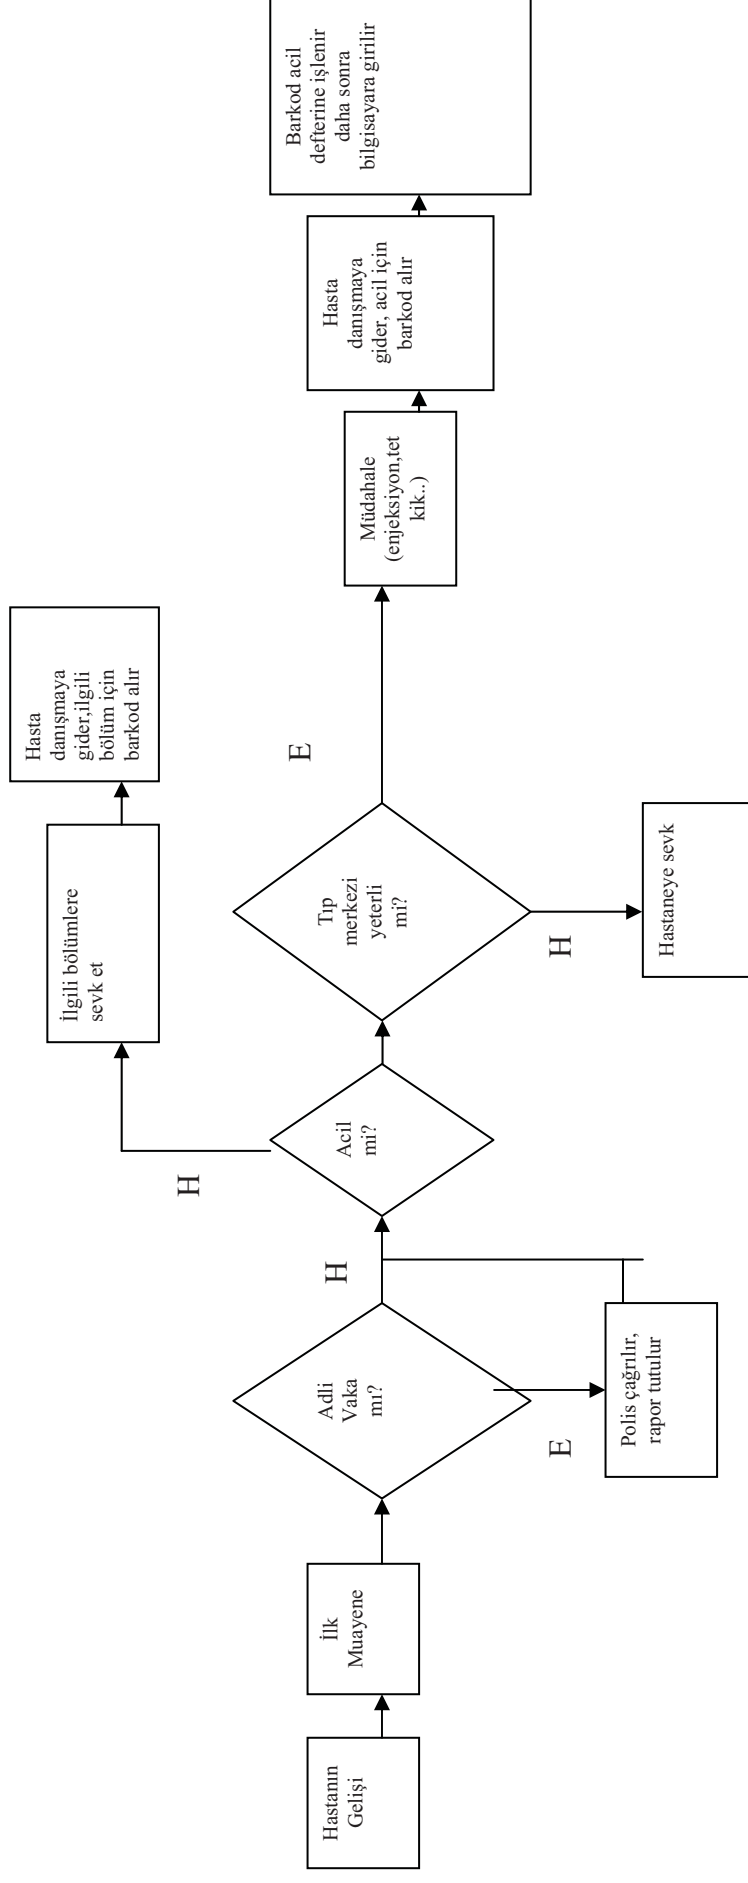 Hastanın
Gelişi
İlk
Muayene
Adli
Vaka
mı?
E
Polis çağrılır,
rapor tutulur
H
Acil
mi?
H
İlgili bölümlere
sevk et
Hasta
danışmaya
gider,ilgili
bölüm için
barkod alır
Tıp
merkezi
yeterli
mi?
H
Hastaneye sevk
E
Müdahale
(enjeksiyon,tet
kik..)
Hasta
danışmaya
gider, acil için
barkod alır
Barkod acil
defterine işlenir
daha sonra
bilgisayara girilir